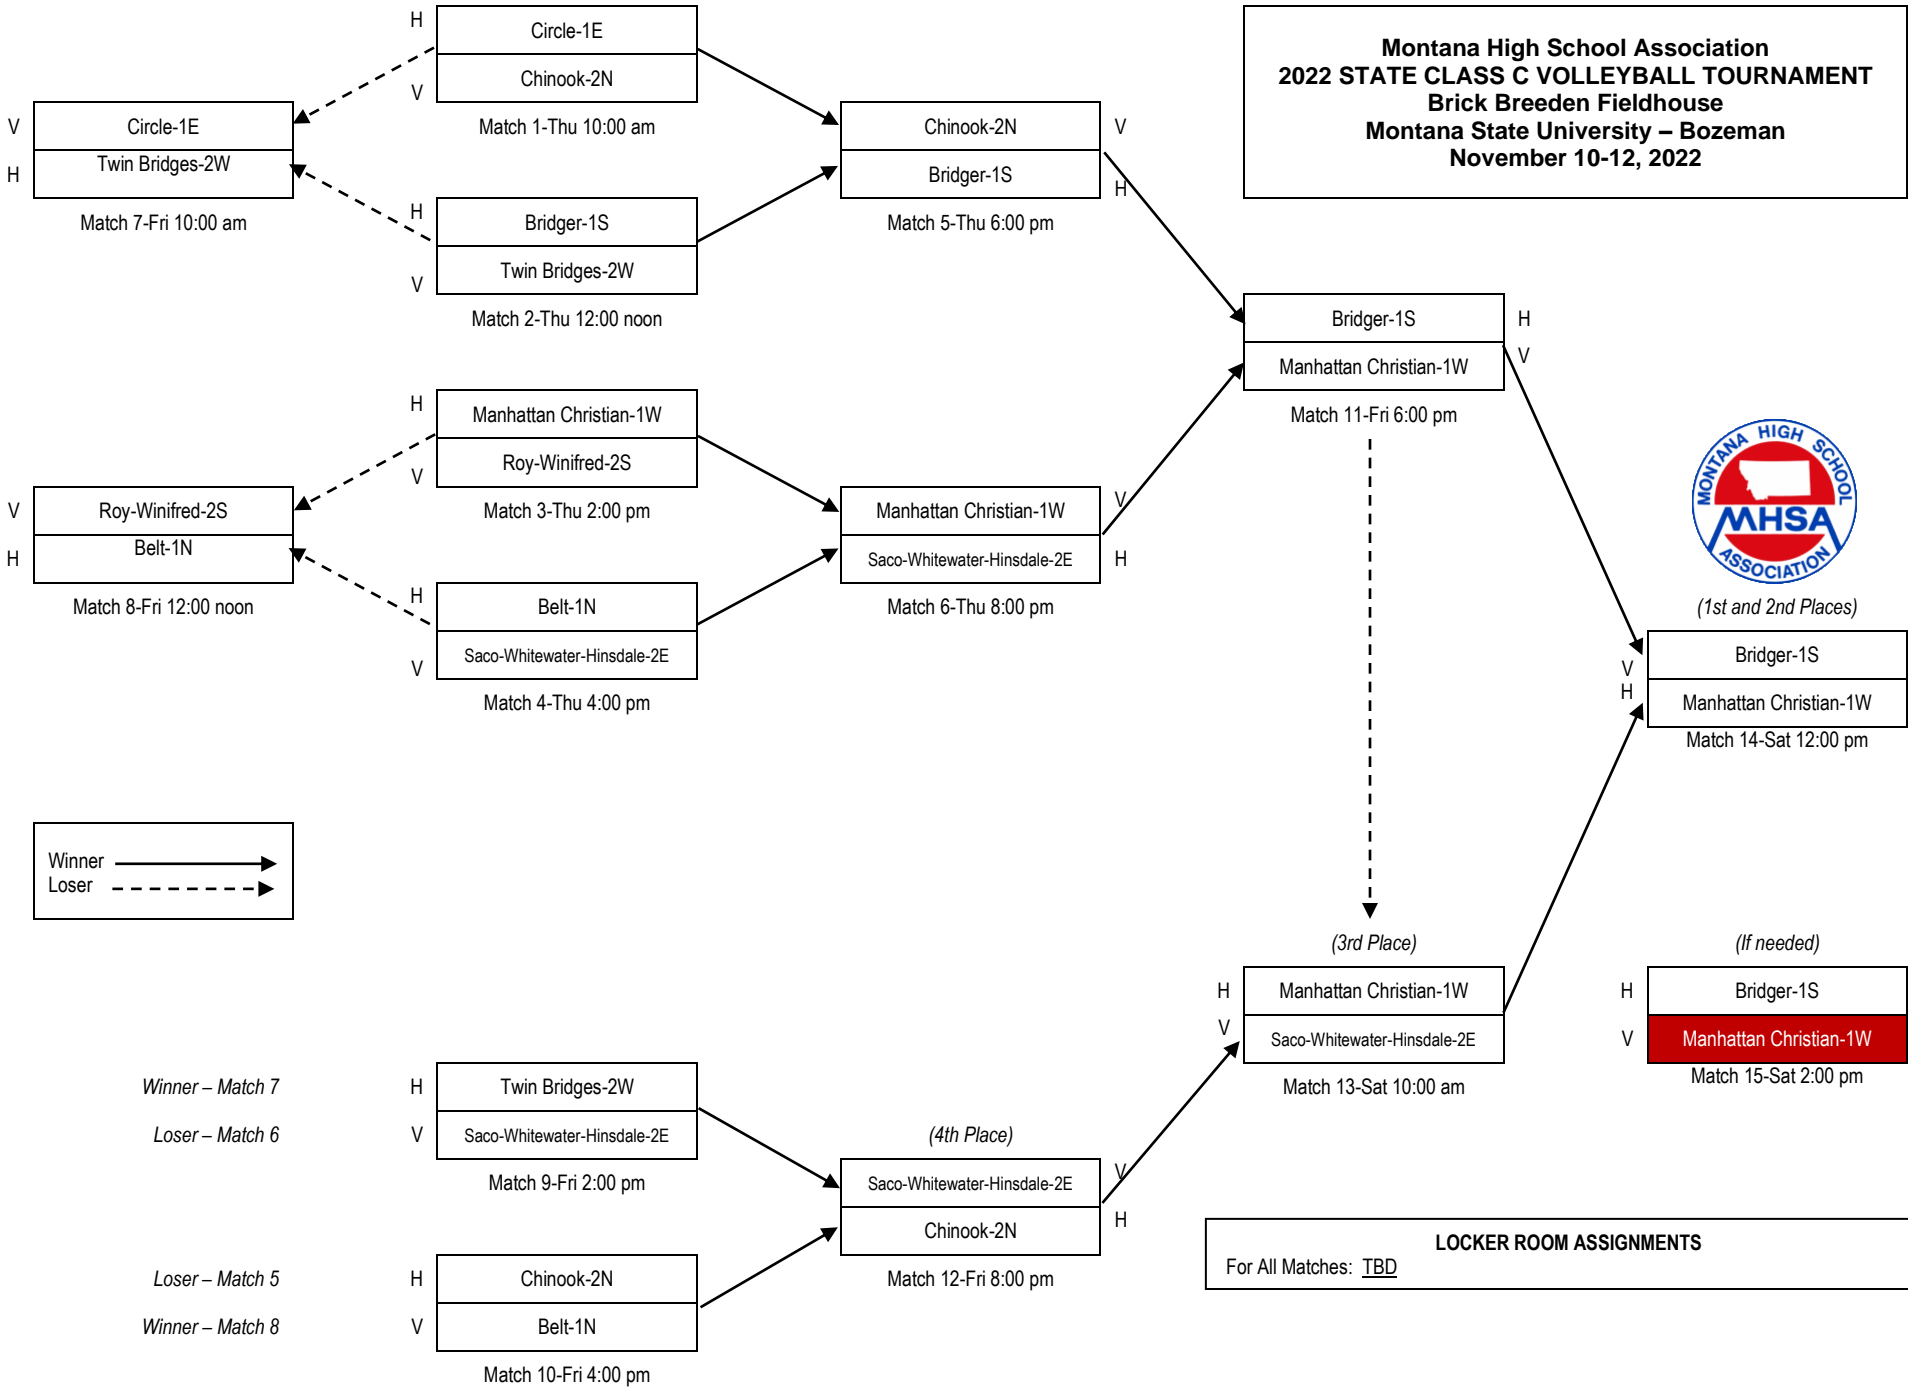 Montana High School Association
2022 STATE CLASS C VOLLEYBALL TOURNAMENT
Brick Breeden Fieldhouse
Montana State University – Bozeman
November 10-12, 2022
H
Circle-1E
V
Chinook-2N
Match 1-Thu 10:00 am
V
Circle-1E
H
Twin Bridges-2W
Match 7-Fri 10:00 am
H
Bridger-1S
V
Twin Bridges-2W
Match 2-Thu 12:00 noon
Chinook-2N
V
Bridger-1S
H
Match 5-Thu 6:00 pm
Bridger-1S
H
Manhattan Christian-1W
V
Match 11-Fri 6:00 pm
H
Manhattan Christian-1W
V
Roy-Winifred-2S
Match 3-Thu 2:00 pm
V
Roy-Winifred-2S
H
Belt-1N
Match 8-Fri 12:00 noon
H
Belt-1N
V
Saco-Whitewater-Hinsdale-2E
Match 4-Thu 4:00 pm
Manhattan Christian-1W
V
Saco-Whitewater-Hinsdale-2E
H
Match 6-Thu 8:00 pm
MONTANA HIGH SCHOOL
MHSA
ASSOCIATION
(1st and 2nd Places)
V
Bridger-1S
H
Manhattan Christian-1W
Match 14-Sat 12:00 pm
Winner
Loser
(3rd Place)
H
Manhattan Christian-1W
V
Saco-Whitewater-Hinsdale-2E
Match 13-Sat 10:00 am
(If needed)
H
Bridger-1S
V
Manhattan Christian-1W
Match 15-Sat 2:00 pm
Winner – Match 7
H
Twin Bridges-2W
Loser – Match 6
V
Saco-Whitewater-Hinsdale-2E
Match 9-Fri 2:00 pm
(4th Place)
Saco-Whitewater-Hinsdale-2E
V
Chinook-2N
H
Match 12-Fri 8:00 pm
Loser – Match 5
H
Chinook-2N
Winner – Match 8
V
Belt-1N
Match 10-Fri 4:00 pm
LOCKER ROOM ASSIGNMENTS
For All Matches: TBD